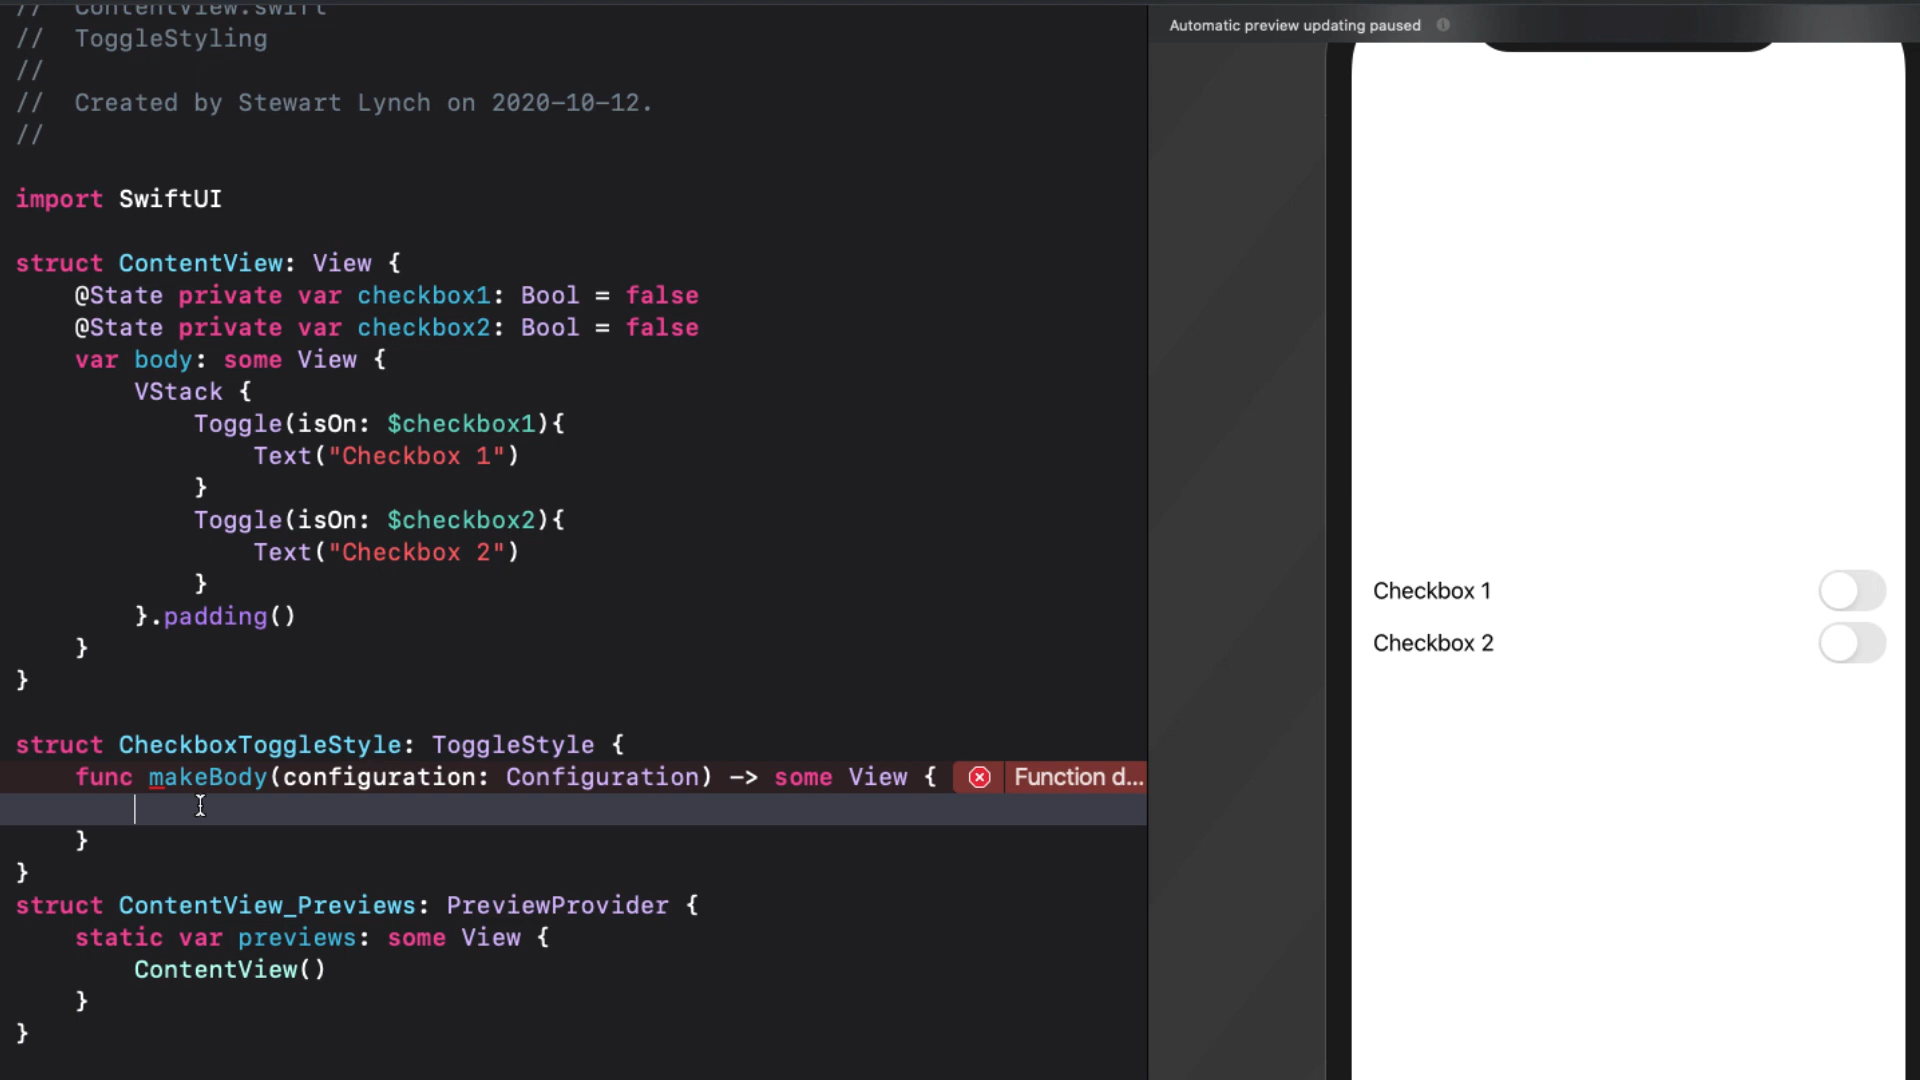 //  ContentView.swift
//  ToggleStyling
//
//  Created by Stewart Lynch on 2020-10-12.
//
import SwiftUI
struct ContentView: View {
    @State private var checkbox1: Bool = false
    @State private var checkbox2: Bool = false
    var body: some View {
        VStack {
            Toggle(isOn: $checkbox1){
                Text("Checkbox 1")
            }
            Toggle(isOn: $checkbox2){
                Text("Checkbox 2")
            }
        }.padding()
    }
}
struct CheckboxToggleStyle: ToggleStyle {
    func makeBody(configuration: Configuration) -> some View { Function d...
    }
}
struct ContentView_Previews: PreviewProvider {
    static var previews: some View {
        ContentView()
    }
}
Automatic preview updating paused
Checkbox 1
Checkbox 2